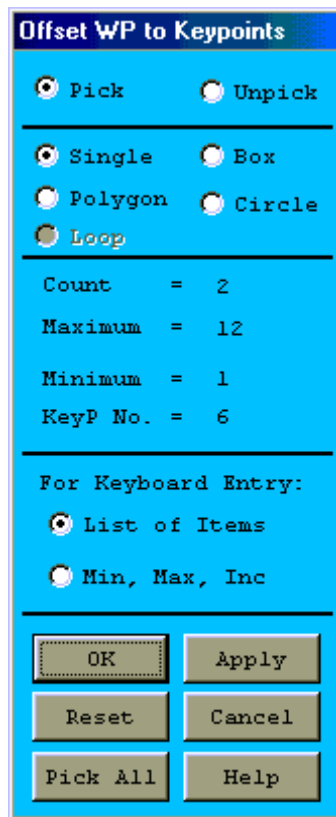 Offset WP to Keypoints
Pick Unpick
Single Box
Polygon Circle
Loop
Count = 2
Maximum = 12
Minimum = 1
KeyP No. = 6
For Keyboard Entry:
List of Items
Min, Max, Inc
OK Apply
Reset Cancel
Pick All Help